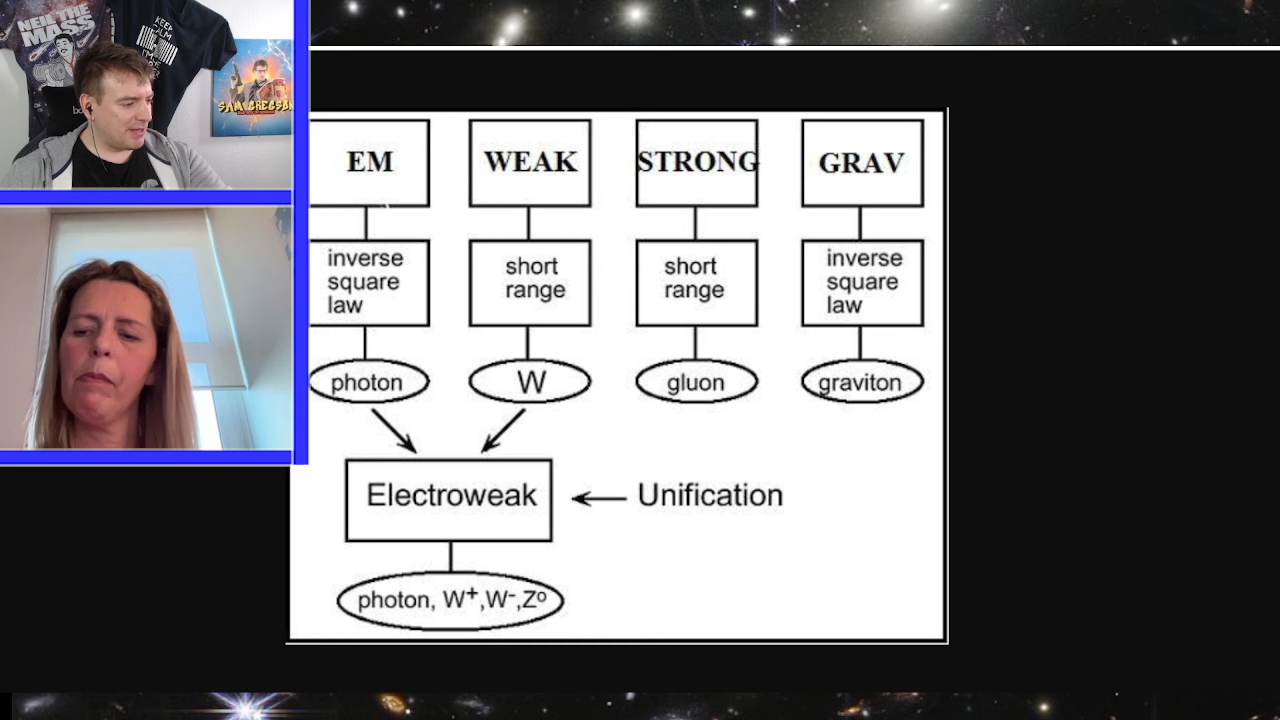 NEIL THE
MASS
KEEP
CALM
SAM GREGSON
EM
WEAK
STRONG
GRAV
inverse
square
law
short
range
short
range
inverse
square
law
photon
W
gluon
graviton
Electroweak
Unification
photon, W⁺,W⁻,Z⁰